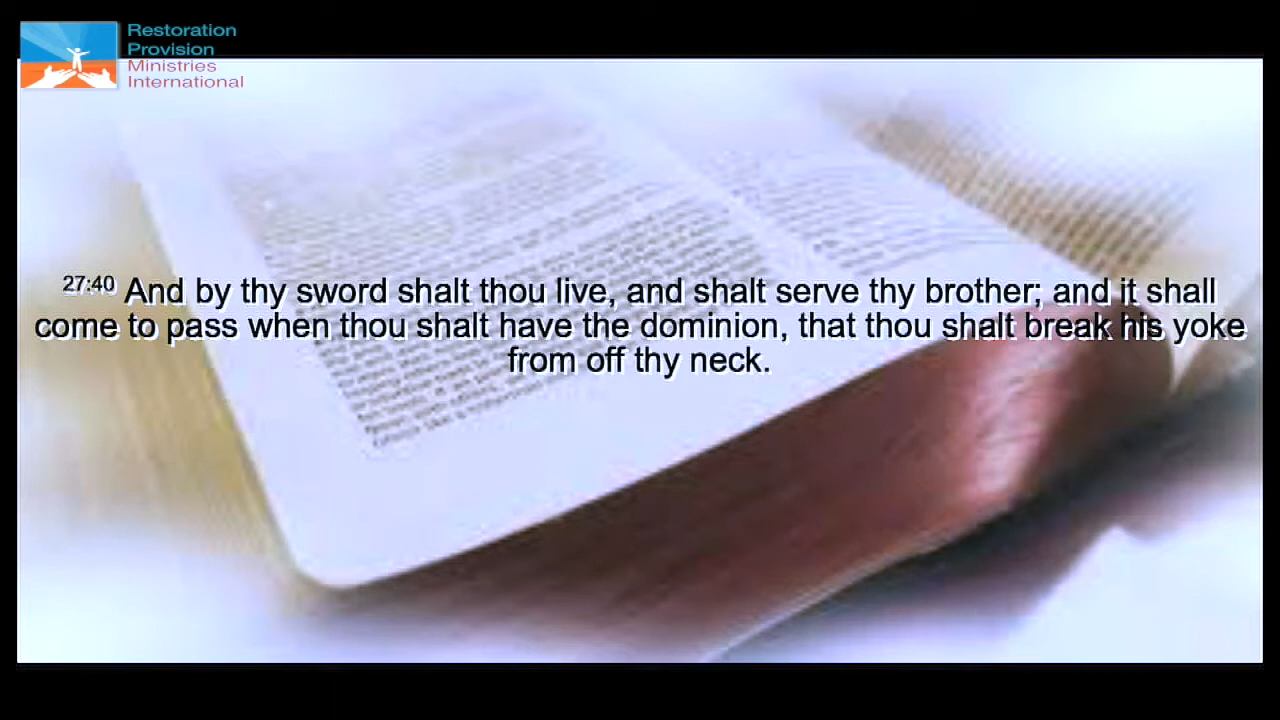 Restoration
Provision
Ministries
International
27:40 And by thy sword shalt thou live, and shalt serve thy brother; and it shall
come to pass when thou shalt have the dominion, that thou shalt break his yoke
from off thy neck.